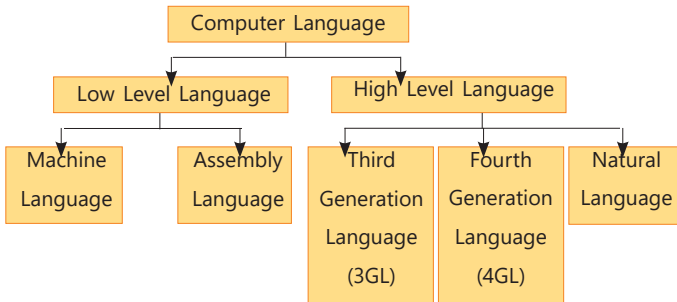 Computer Language
Low Level Language
High Level Language
Machine
Language
Assembly
Language
Third
Generation
Language
(3GL)
Fourth
Generation
Language
(4GL)
Natural
Language